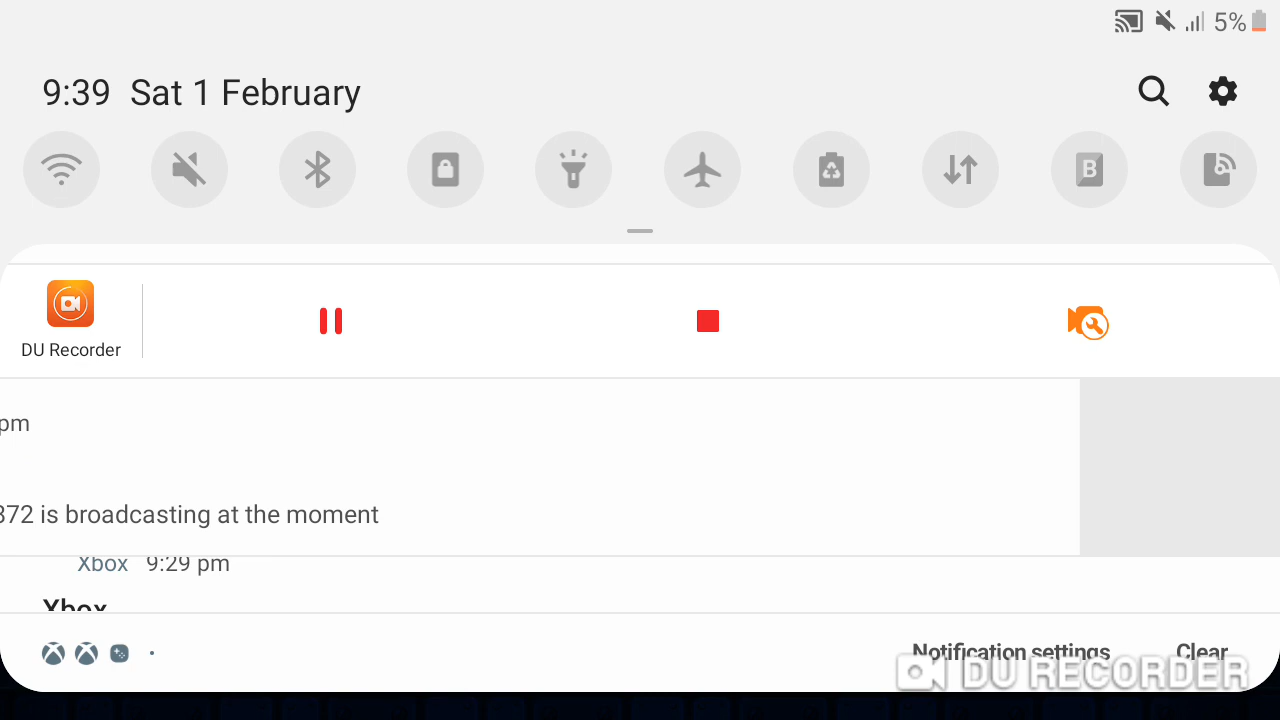 5%
9:39 Sat 1 February
B
DU Recorder
pm
372 is broadcasting at the moment
Xbox 9:29 pm
Xbox
Notification settings Clear
DU RECORDER